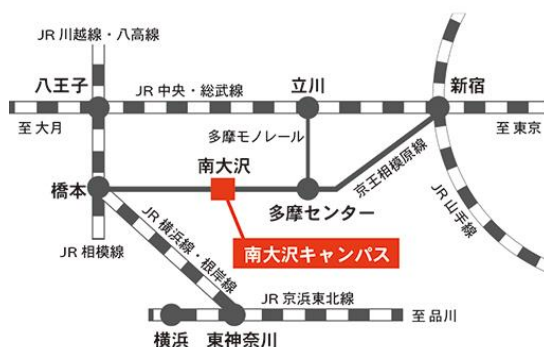 JR 川越線・八高線
八王子
JR 中央・総武線
立川
新宿
至 大月
多摩モノレール
至 東京
南大沢
京王相模原線
橋本
多摩センター
JR 山手線
JR 横浜線・根岸線
JR 相模線
南大沢キャンパス
JR 京浜東北線
至 品川
横浜
東神奈川